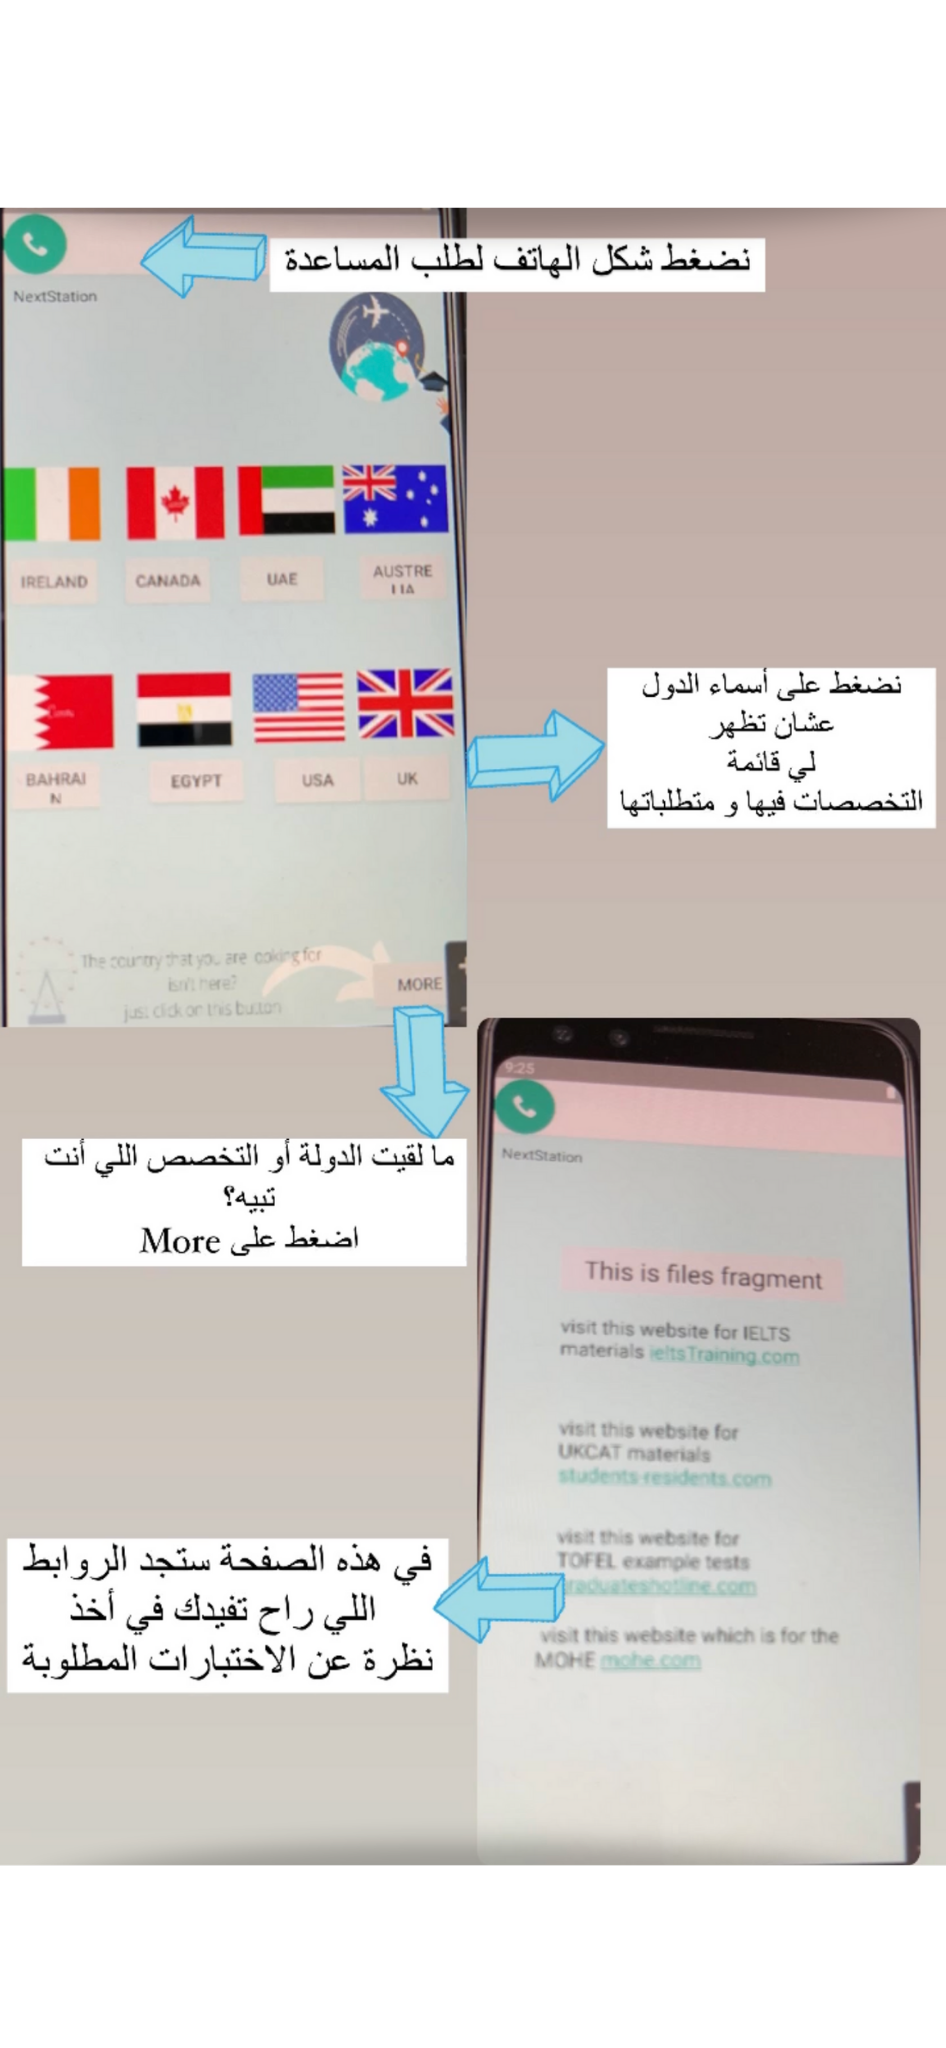 نضغط شكل الهاتف لطلب المساعدة
NextStation
IRELAND
CANADA
UAE
AUSTRE
LIA
نضغط على أسماء الدول
عشان تظهر
لي قائمة
التخصصات فيها و متطلباتها
BAHRAI
N
EGYPT
USA
UK
The country that you are ooking for
isn't here?
just click on this button
MORE
ما لقيت الدولة أو التخصص اللي أنت
تبيه؟
اضغط على More
9:25
NextStation
This is files fragment
visit this website for IELTS
materials ieltsTraining.com
visit this website for
UKCAT materials
students-residents.com
visit this website for
TOFEL example tests
raduateshotline.com
visit this website which is for the
MOHE mohe.com
في هذه الصفحة ستجد الروابط
اللي راح تفيدك في أخذ
نظرة عن الاختبارات المطلوبة